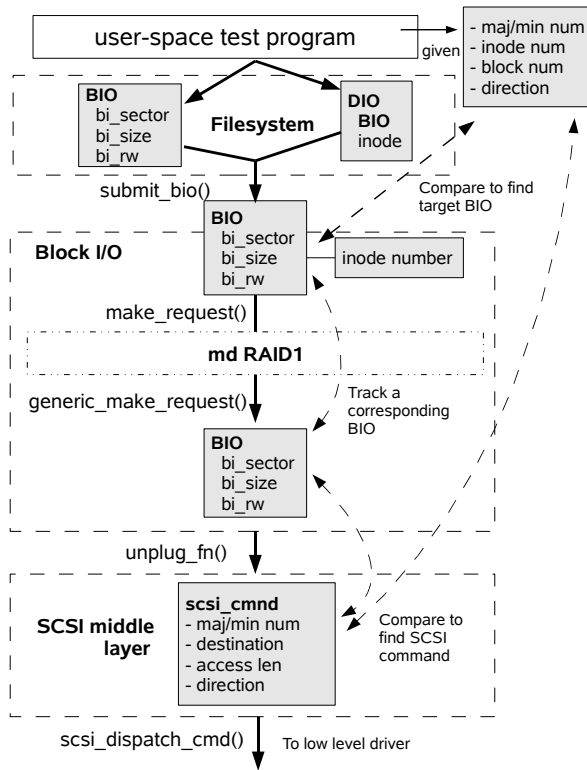 user-space test program
given
- maj/min num
- inode num
- block num
- direction
BIO
bi_sector
bi_size
bi_rw
Filesystem
DIO
BIO
inode
submit_bio()
Compare to find
target BIO
BIO
bi_sector
bi_size
bi_rw
Block I/O
inode number
make_request()
md RAID1
generic_make_request()
Track a
corresponding
BIO
BIO
bi_sector
bi_size
bi_rw
unplug_fn()
SCSI middle
layer
scsi_cmnd
- maj/min num
- destination
- access len
- direction
Compare to
find SCSI
command
scsi_dispatch_cmd()
To low level driver